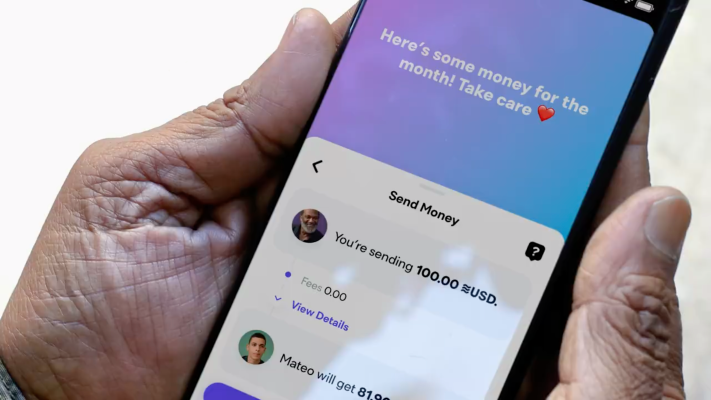 Here's some money for the
month! Take care ❤️
Send Money
?
You're sending 100.00 ≋USD.
Fees 0.00
View Details
Mateo will get 81.9